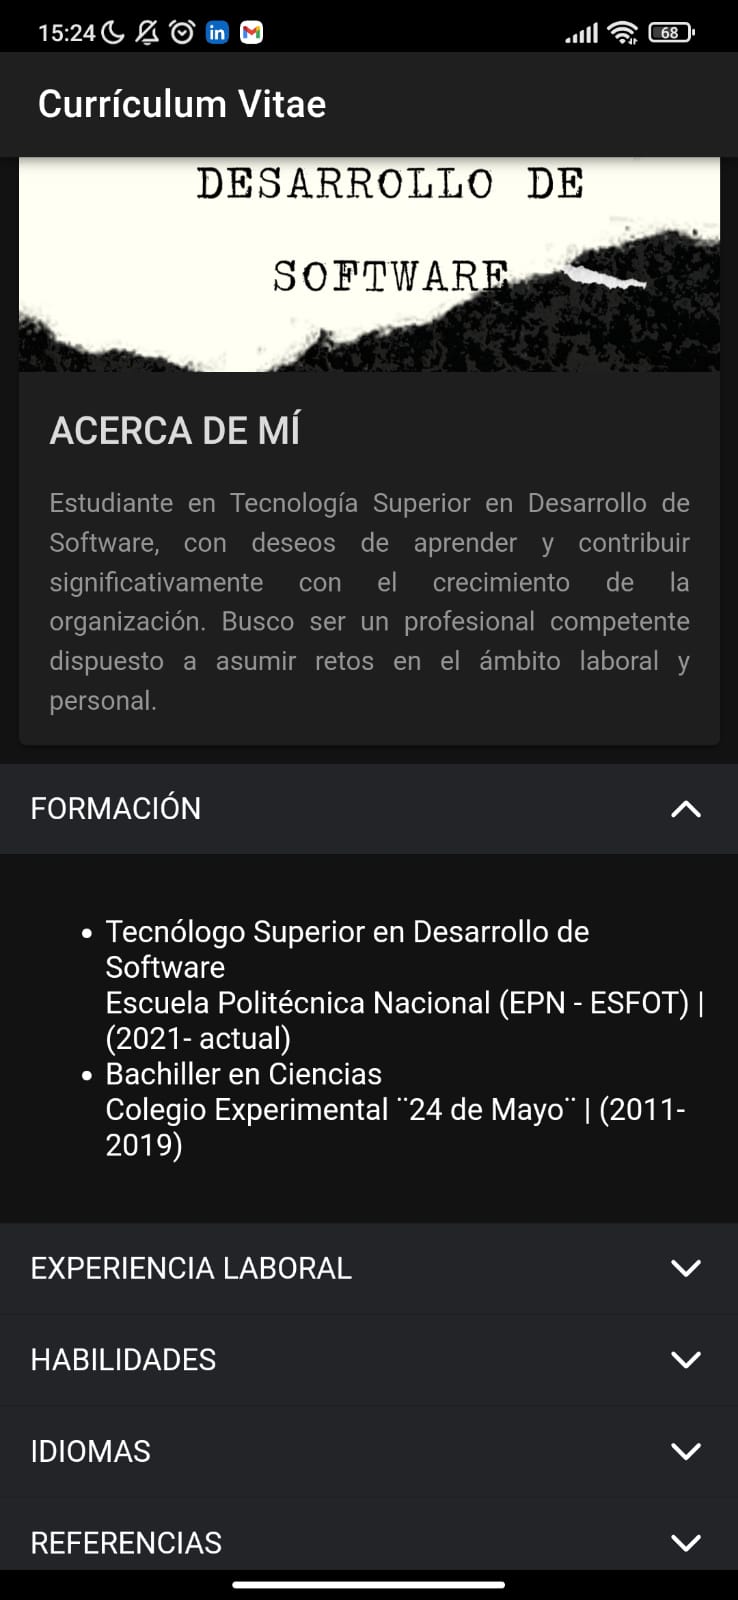 15:24
68
Currículum Vitae
DESARROLLO DE
SOFTWARE
ACERCA DE MÍ
Estudiante en Tecnología Superior en Desarrollo de
Software, con deseos de aprender y contribuir
significativamente con el crecimiento de la
organización. Busco ser un profesional competente
dispuesto a asumir retos en el ámbito laboral y
personal.
FORMACIÓN
• Tecnólogo Superior en Desarrollo de
Software
Escuela Politécnica Nacional (EPN - ESFOT) |
(2021- actual)
• Bachiller en Ciencias
Colegio Experimental ¨24 de Mayo¨ | (2011-
2019)
EXPERIENCIA LABORAL
HABILIDADES
IDIOMAS
REFERENCIAS